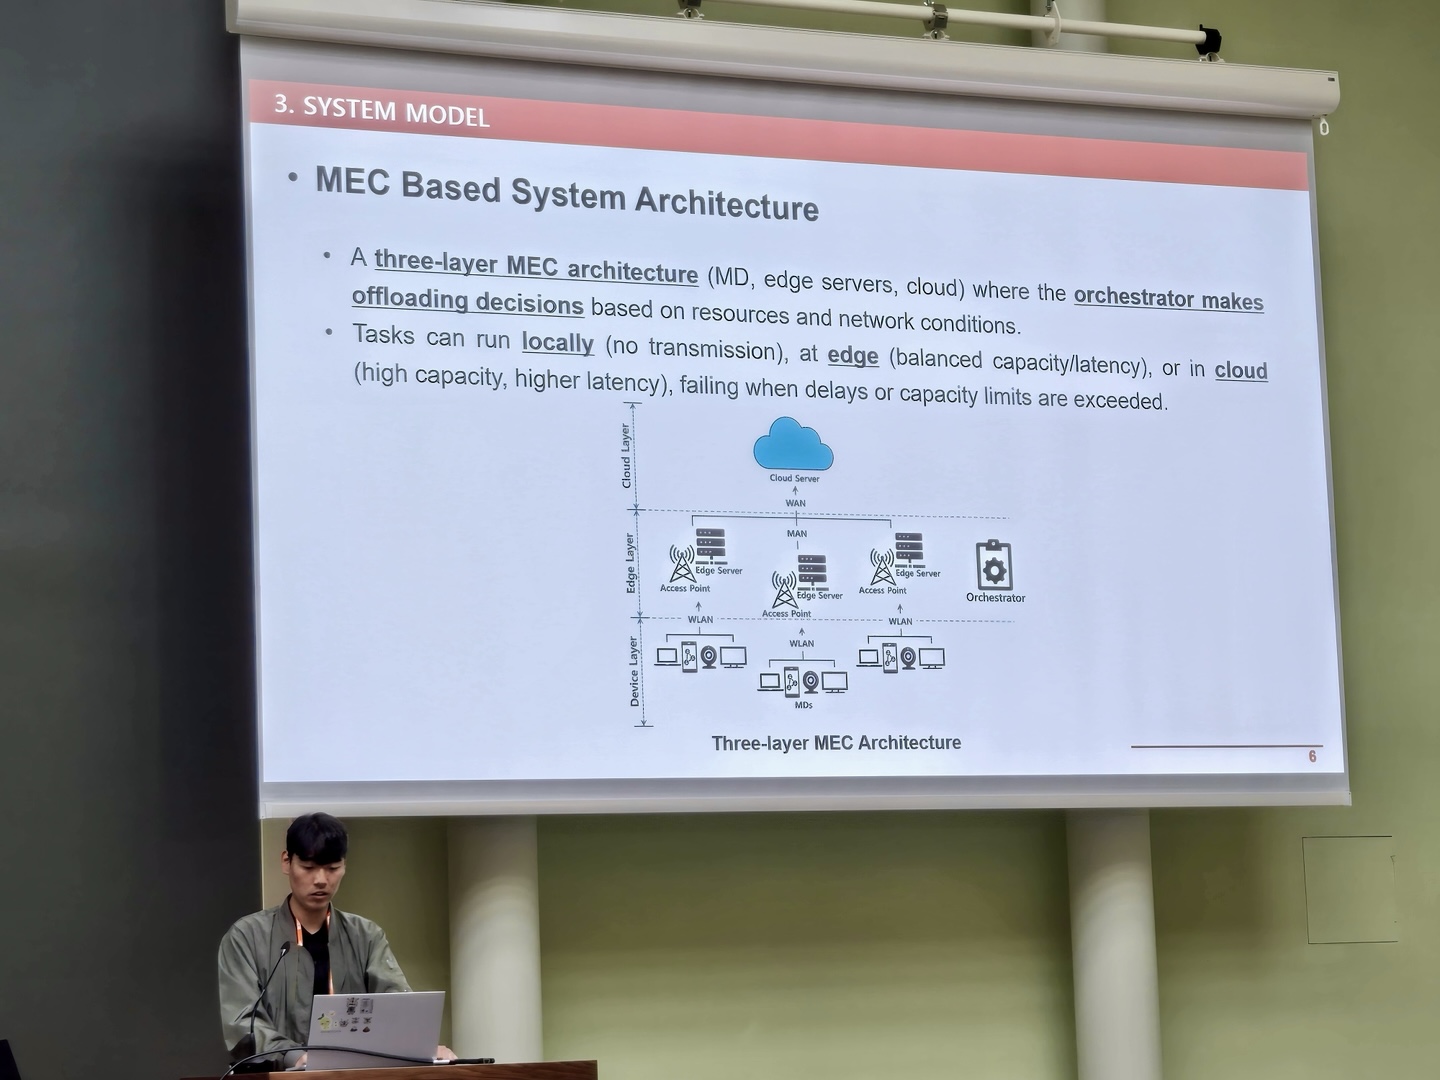 3. SYSTEM MODEL
• MEC Based System Architecture
• A three-layer MEC architecture (MD, edge servers, cloud) where the orchestrator makes
offloading decisions based on resources and network conditions.
• Tasks can run locally (no transmission), at edge (balanced capacity/latency), or in cloud
(high capacity, higher latency), failing when delays or capacity limits are exceeded.
Cloud Layer
Cloud Server
WAN
Edge Layer
MAN
Edge Server
Access Point
Edge Server
Access Point
Edge Server
Access Point
Orchestrator
Device Layer
WLAN
WLAN
WLAN
MDs
Three-layer MEC Architecture
6